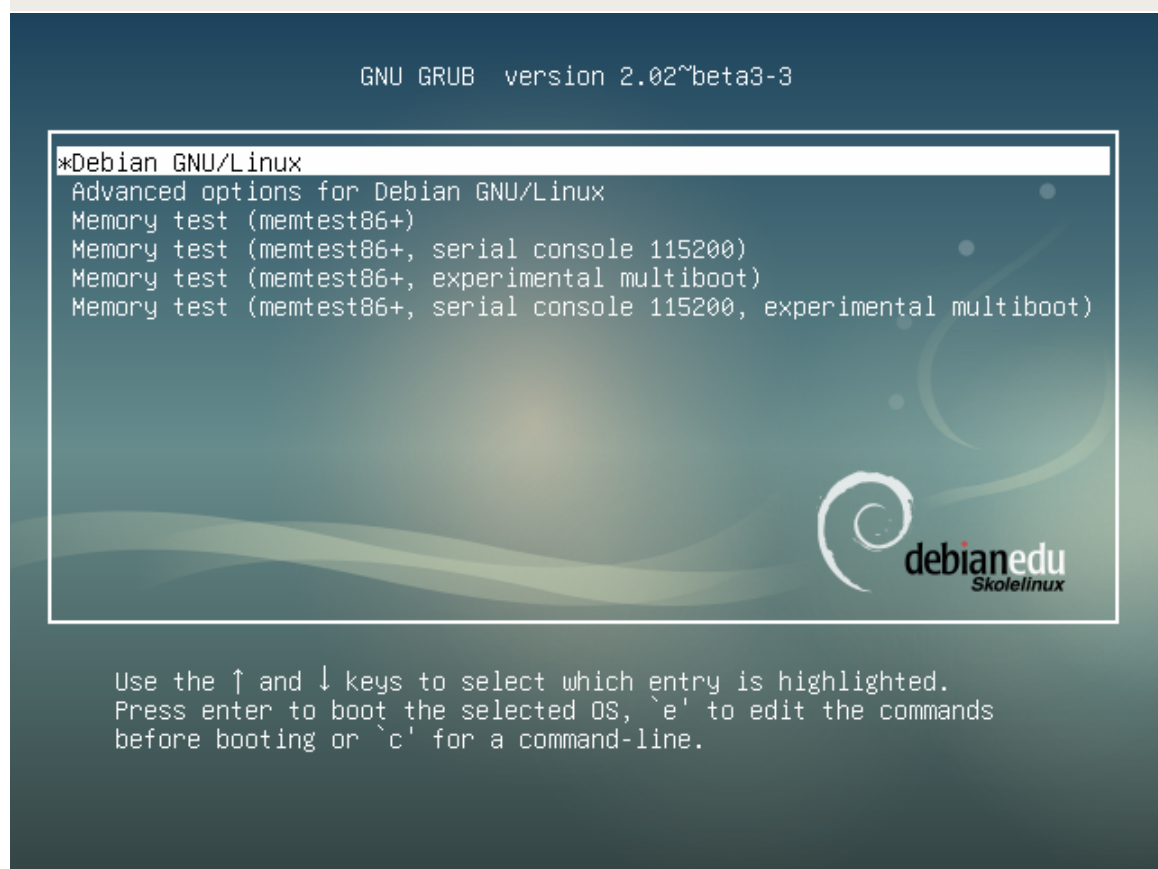 GNU GRUB  version 2.02~beta3-3
*Debian GNU/Linux
Advanced options for Debian GNU/Linux
Memory test (memtest86+)
Memory test (memtest86+, serial console 115200)
Memory test (memtest86+, experimental multiboot)
Memory test (memtest86+, serial console 115200, experimental multiboot)
debianedu
Skolelinux
Use the ↑ and ↓ keys to select which entry is highlighted.
Press enter to boot the selected OS, `e' to edit the commands
before booting or `c' for a command-line.